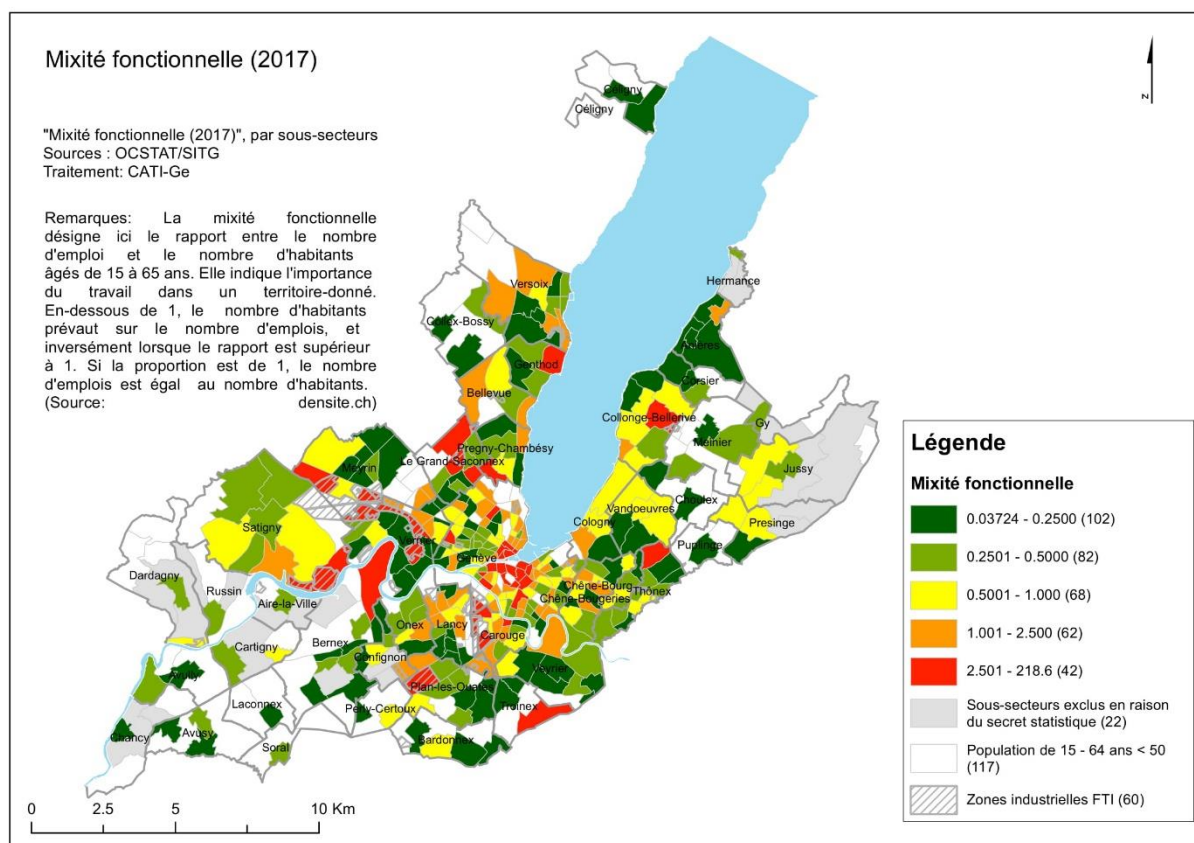 Mixité fonctionnelle (2017)
"Mixité fonctionnelle (2017)", par sous-secteurs
Sources : OCSTAT/SITG
Traitement: CATI-Ge
Remarques: La mixité fonctionnelle
désigne ici le rapport entre le nombre
d'emploi et le nombre d'habitants
âgés de 15 à 65 ans. Elle indique l'importance
du travail dans un territoire-donné.
En-dessous de 1, le nombre d'habitants
prévaut sur le nombre d'emplois, et
inversément lorsque le rapport est supérieur
à 1. Si la proportion est de 1, le nombre
d'emplois est égal au nombre d'habitants.
(Source: densite.ch)
N
Céligny
Céligny
Hermance
Versoix
Collex-Bossy
Anières
Genthod
Corsier
Bellevue
Collonge-Bellerive
Gy
Meinier
Pregny-Chambésy
Le Grand-Saconnex
Meyrin
Jussy
Choulex
Vandoeuvres
Presinge
Satigny
Cologny
Vernier
Puplinge
Genève
Dardagny
Chêne-Bourg
Thônex
Russin
Aire-la-Ville
Chêne-Bougeries
Onex
Lancy
Carouge
Bernex
Cartigny
Confignon
Veyrier
Avully
Plan-les-Ouates
Laconnex
Perly-Certoux
Troinex
Chancy
Avusy
Soral
Bardonnex
0 2.5 5 10 Km
Légende
Mixité fonctionnelle
0.03724 - 0.2500 (102)
0.2501 - 0.5000 (82)
0.5001 - 1.000 (68)
1.001 - 2.500 (62)
2.501 - 218.6 (42)
Sous-secteurs exclus en raison
du secret statistique (22)
Population de 15 - 64 ans < 50
(117)
Zones industrielles FTI (60)